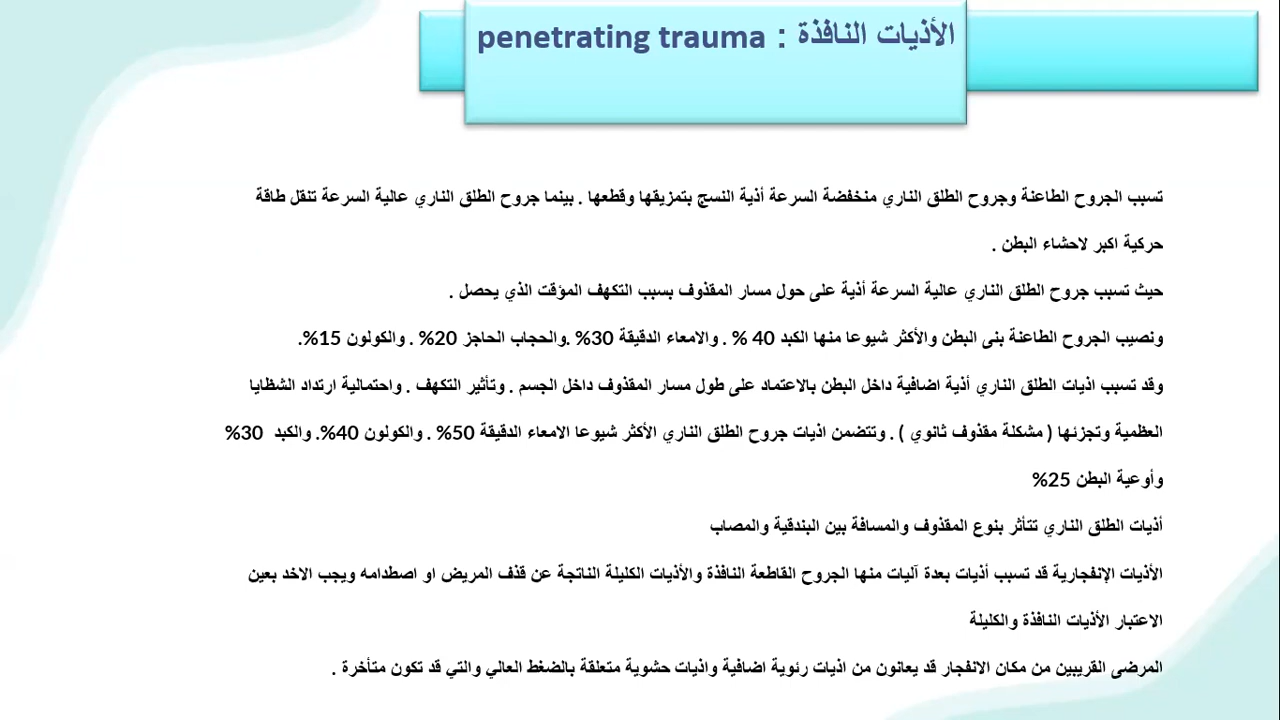 الأذيات النافذة : penetrating trauma
تسبب الجروح الطاعنة وجروح الطلق الناري منخفضة السرعة أذية النسج بتمزيقها وقطعها . بينما جروح الطلق الناري عالية السرعة تنقل طاقة
حركية اكبر لاحشاء البطن .
حيث تسبب جروح الطلق الناري عالية السرعة أذية على حول مسار المقذوف بسبب التكهف المؤقت الذي يحصل .
ونصيب الجروح الطاعنة بنى البطن والأكثر شيوعا منها الكبد 40 % . والامعاء الدقيقة 30% .والحجاب الحاجز 20% . والكولون 15%.
وقد تسبب اذيات الطلق الناري أذية اضافية داخل البطن بالاعتماد على طول مسار المقذوف داخل الجسم . وتأثير التكهف . واحتمالية ارتداد الشظايا
العظمية وتجزئها ( مشكلة مقذوف ثانوي ) . وتتضمن اذيات جروح الطلق الناري الأكثر شيوعا الامعاء الدقيقة 50% . والكولون 40%. والكبد 30%
وأوعية البطن 25%
أذيات الطلق الناري تتأثر بنوع المقذوف والمسافة بين البندقية والمصاب
الأذيات الإنفجارية قد تسبب أذيات بعدة آليات منها الجروح القاطعة النافذة والأذيات الكليلة الناتجة عن قذف المريض او اصطدامه ويجب الاخد بعين
الاعتبار الأذيات النافذة والكليلة
المرضى القريبين من مكان الانفجار قد يعانون من اذيات رئوية اضافية واذيات حشوية متعلقة بالضغط العالي والتي قد تكون متأخرة .